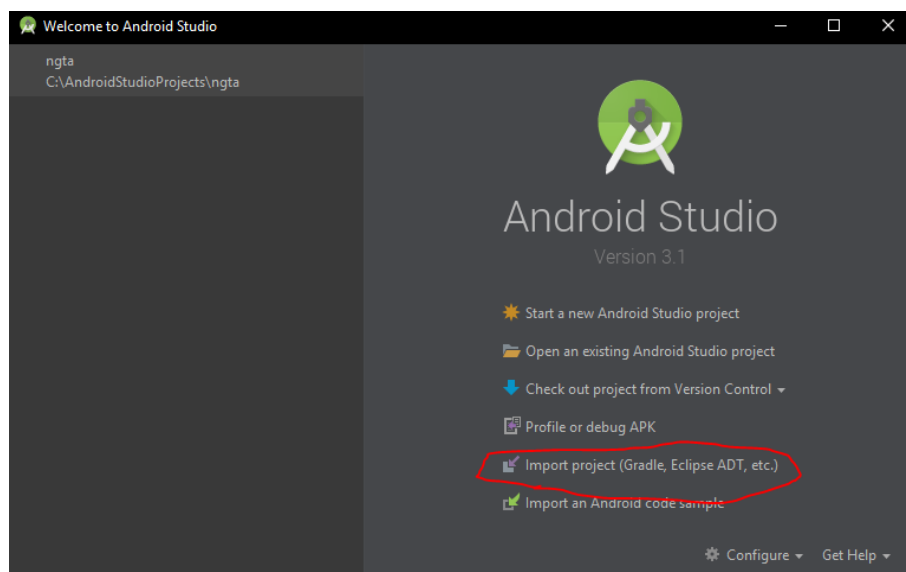 Welcome to Android Studio
ngta
C:\AndroidStudioProjects\ngta
Android Studio
Version 3.1
Start a new Android Studio project
Open an existing Android Studio project
Check out project from Version Control
Profile or debug APK
Import project (Gradle, Eclipse ADT, etc.)
Import an Android code sample
Configure Get Help